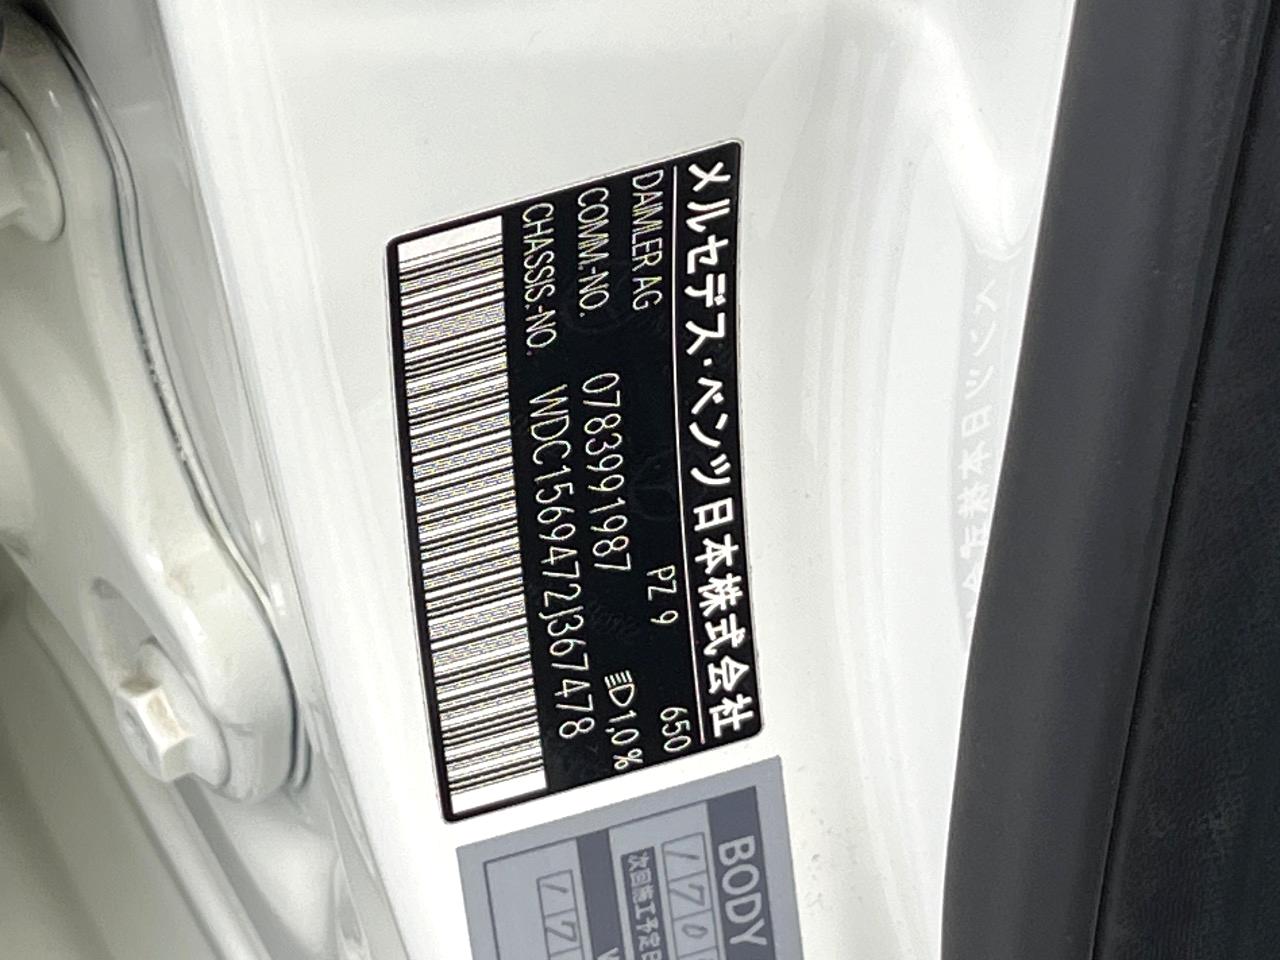 メルセデス・ベンツ日本株式会社
DAIMLER AG PZ 9 650
COMM.-NO. 0783991987 1,0%
CHASSIS.-NO. WDC1569472J367478
BODY